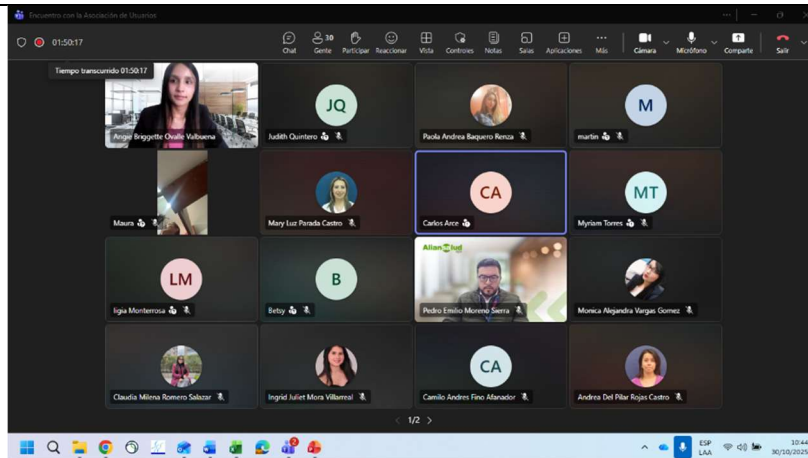 Encuentro con la Asociación de Usuarios
01:50:17
30
Chat Gente Participar Reaccionar Vista Controles Notas Salas Aplicaciones Más Cámara Micrófono Comparte Salir
Tiempo transcurrido 01:50:17
JQ M
Angie Briggette Ovalle Valbuena Judith Quintero Paola Andrea Baquero Renza martin
CA MT
Maura Mary Luz Parada Castro Carlos Arce Myriam Torres
LM B AlianSalud
ligia Monterrosa Betsy Pedro Emilio Moreno Sierra Monica Alejandra Vargas Gomez
CA
Claudia Milena Romero Salazar Ingrid Juliet Mora Villarreal Camilo Andres Fino Afanador Andrea Del Pilar Rojas Castro
1/2
ESP 10:44
LAA 30/10/2025